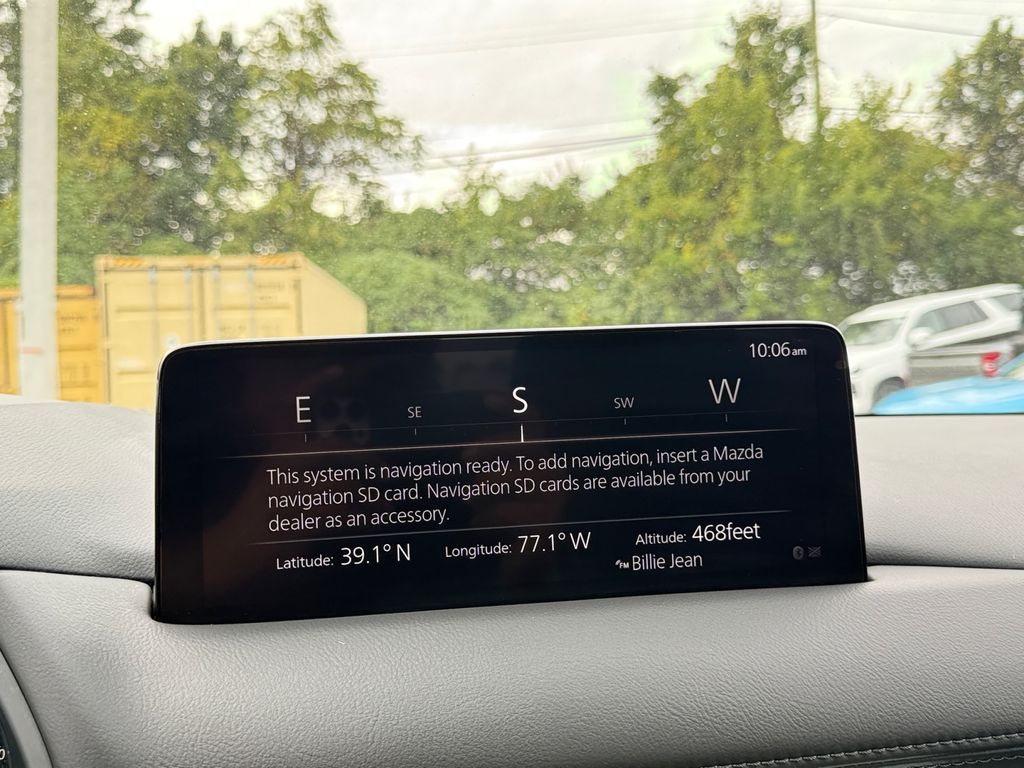 10:06am
E SE S SW W
This system is navigation ready. To add navigation, insert a Mazda
navigation SD card. Navigation SD cards are available from your
dealer as an accessory.
Latitude: 39.1° N Longitude: 77.1° W Altitude: 468feet
FM Billie Jean